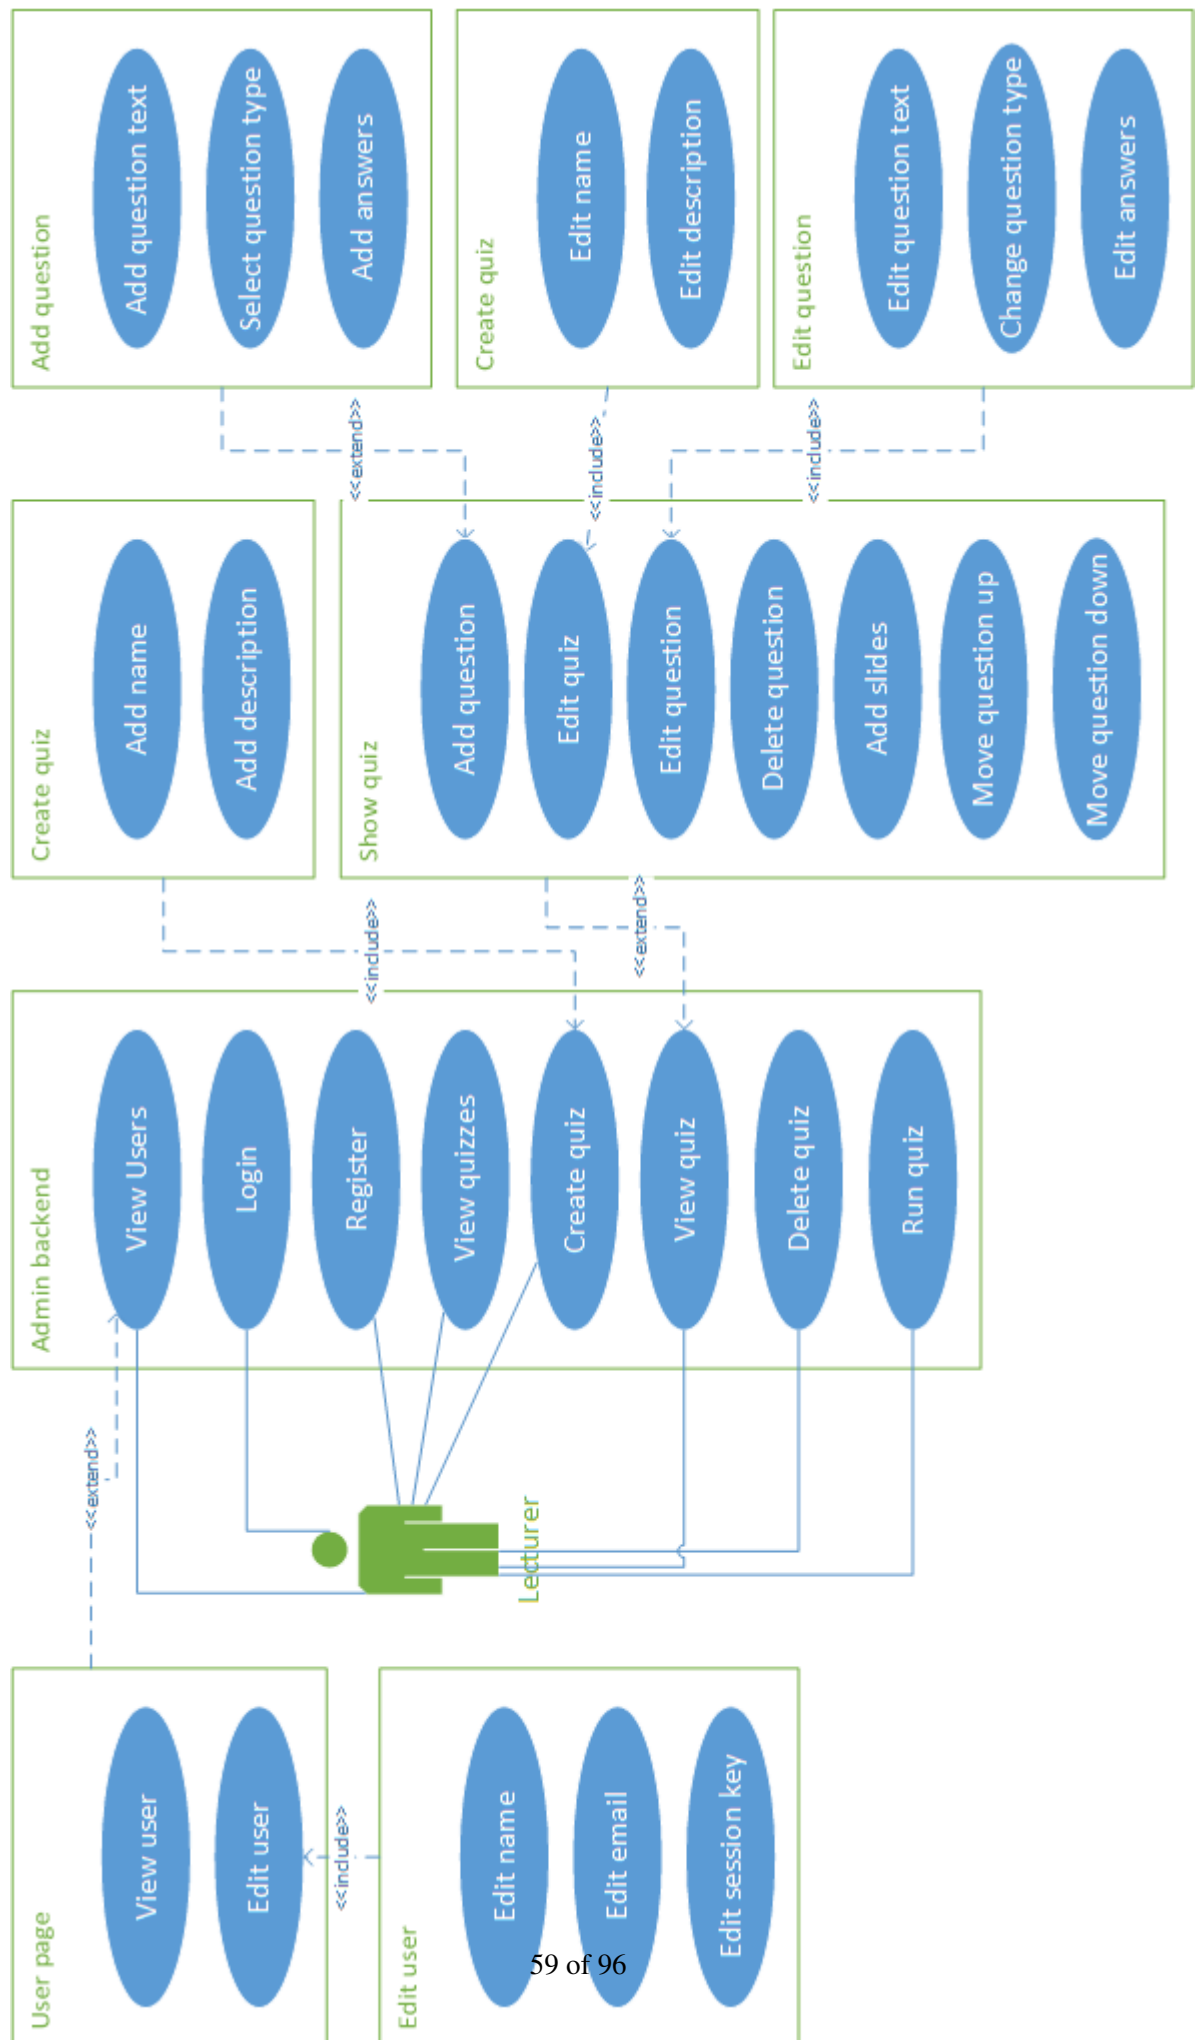 User page
View user
Edit user
<<include>>
Edit user
Edit name
Edit email
Edit session key
<<extend>>
Lecturer
Admin backend
View Users
Login
Register
View quizzes
Create quiz
View quiz
Delete quiz
Run quiz
<<include>>
<<extend>>
Create quiz
Add name
Add description
Show quiz
Add question
Edit quiz
Edit question
Delete question
Add slides
Move question up
Move question down
<<extend>>
<<include>>
<<include>>
Add question
Add question text
Select question type
Add answers
Create quiz
Edit name
Edit description
Edit question
Edit question text
Change question type
Edit answers
59 of 96